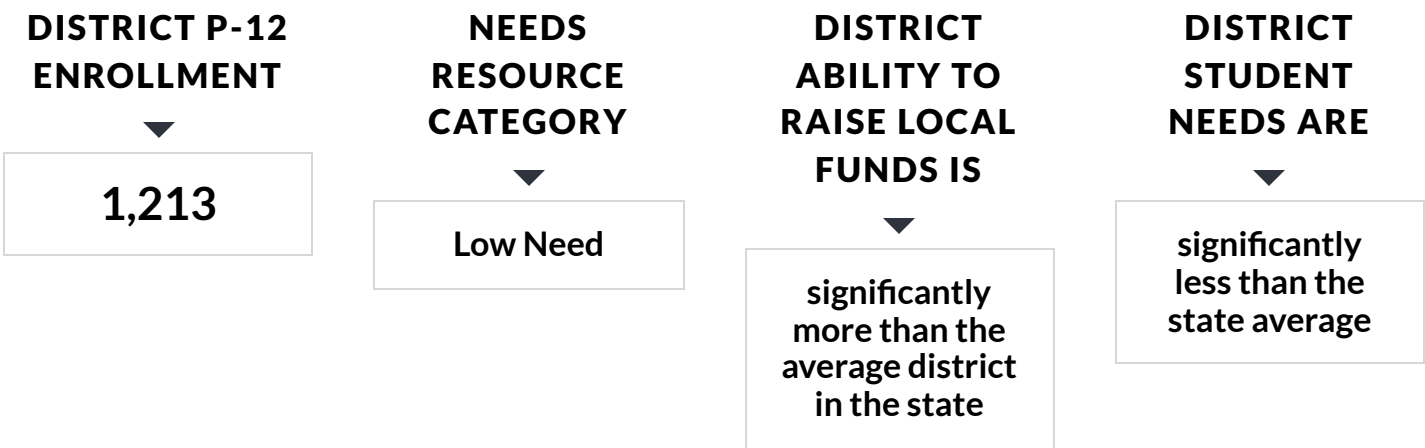 DISTRICT P-12
ENROLLMENT
1,213
NEEDS
RESOURCE
CATEGORY
Low Need
DISTRICT
ABILITY TO
RAISE LOCAL
FUNDS IS
significantly
more than the
average district
in the state
DISTRICT
STUDENT
NEEDS ARE
significantly
less than the
state average